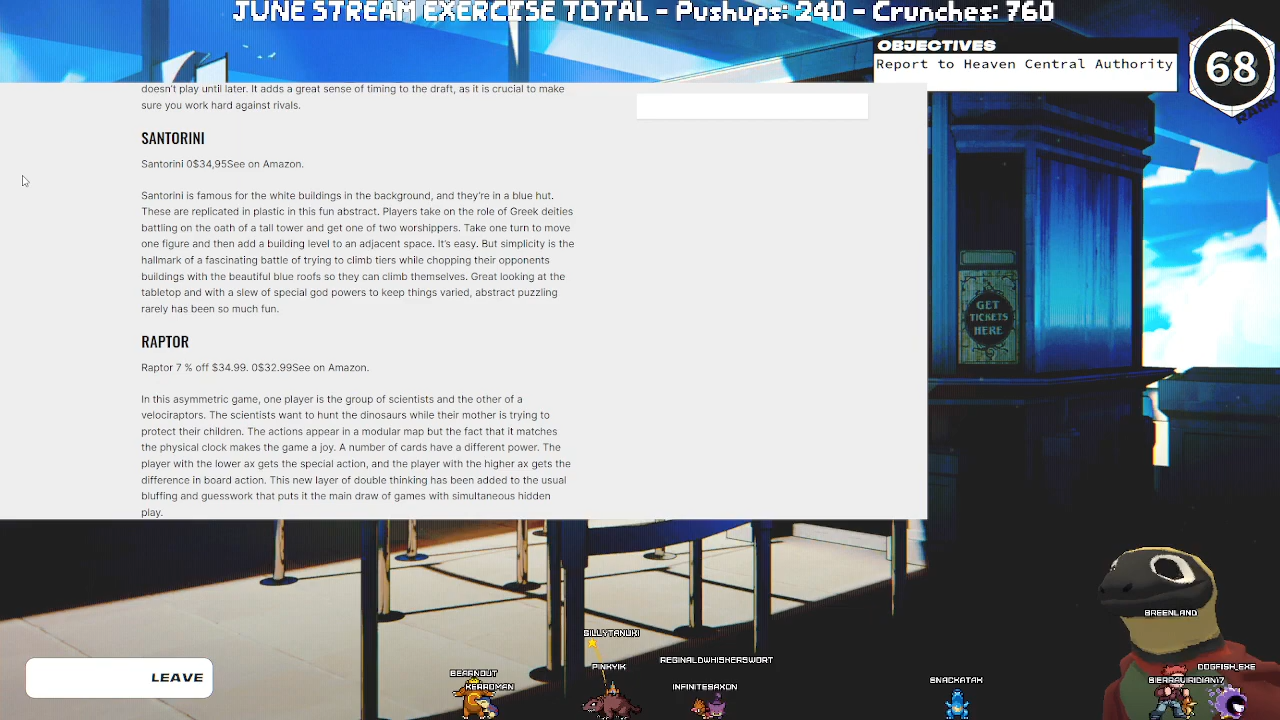 JUNE STREAM EXERCISE TOTAL - Pushups: 240 - Crunches: 760
OBJECTIVES
Report to Heaven Central Authority
68
doesn't play until later. It adds a great sense of timing to the draft, as it is crucial to make
sure you work hard against rivals.
SANTORINI
Santorini 0$34,95See on Amazon.
Santorini is famous for the white buildings in the background, and they're in a blue hut.
These are replicated in plastic in this fun abstract. Players take on the role of Greek deities
battling on the oath of a tall tower and get one of two worshippers. Take one turn to move
one figure and then add a building level to an adjacent space. It's easy. But simplicity is the
hallmark of a fascinating battle of trying to climb tiers while chopping their opponents
buildings with the beautiful blue roofs so they can climb themselves. Great looking at the
tabletop and with a slew of special god powers to keep things varied, abstract puzzling
rarely has been so much fun.
RAPTOR
Raptor 7 % off $34.99. 0$32.99See on Amazon.
In this asymmetric game, one player is the group of scientists and the other of a
velociraptors. The scientists want to hunt the dinosaurs while their mother is trying to
protect their children. The actions appear in a modular map but the fact that it matches
the physical clock makes the game a joy. A number of cards have a different power. The
player with the lower ax gets the special action, and the player with the higher ax gets the
difference in board action. This new layer of double thinking has been added to the usual
bluffing and guesswork that puts it the main draw of games with simultaneous hidden
play.
GET
TICKETS
HERE
LEAVE
BREENLAND
SILLYTANUKI
REGINALDWHISKERSWORT
PINKYIK
DOGFISH_EXE
BEARNOUT
KERROMAN
INFINITESAXON
SNACKATAK
SIERRAVIRIDIAN17